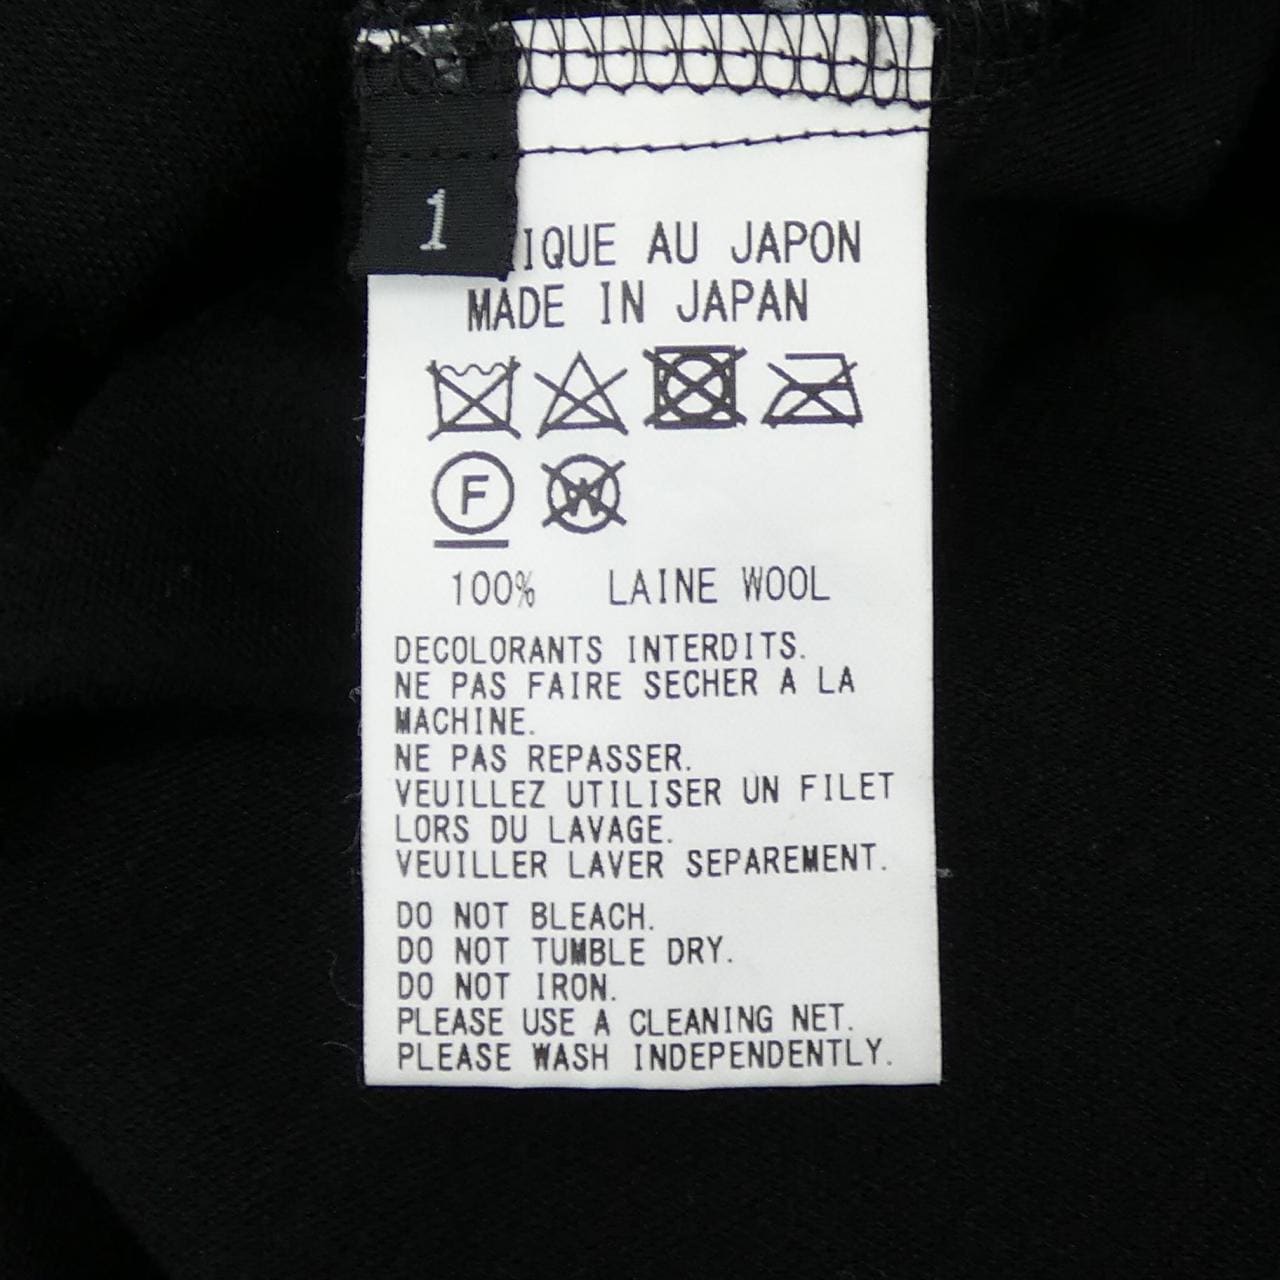 1
IQUE AU JAPON
MADE IN JAPAN
F
W
100% LAINE WOOL
DECOLORANTS INTERDITS.
NE PAS FAIRE SECHER A LA
MACHINE.
NE PAS REPASSER.
VEUILLEZ UTILISER UN FILET
LORS DU LAVAGE.
VEUILLER LAVER SEPAREMENT.
DO NOT BLEACH.
DO NOT TUMBLE DRY.
DO NOT IRON.
PLEASE USE A CLEANING NET.
PLEASE WASH INDEPENDENTLY.